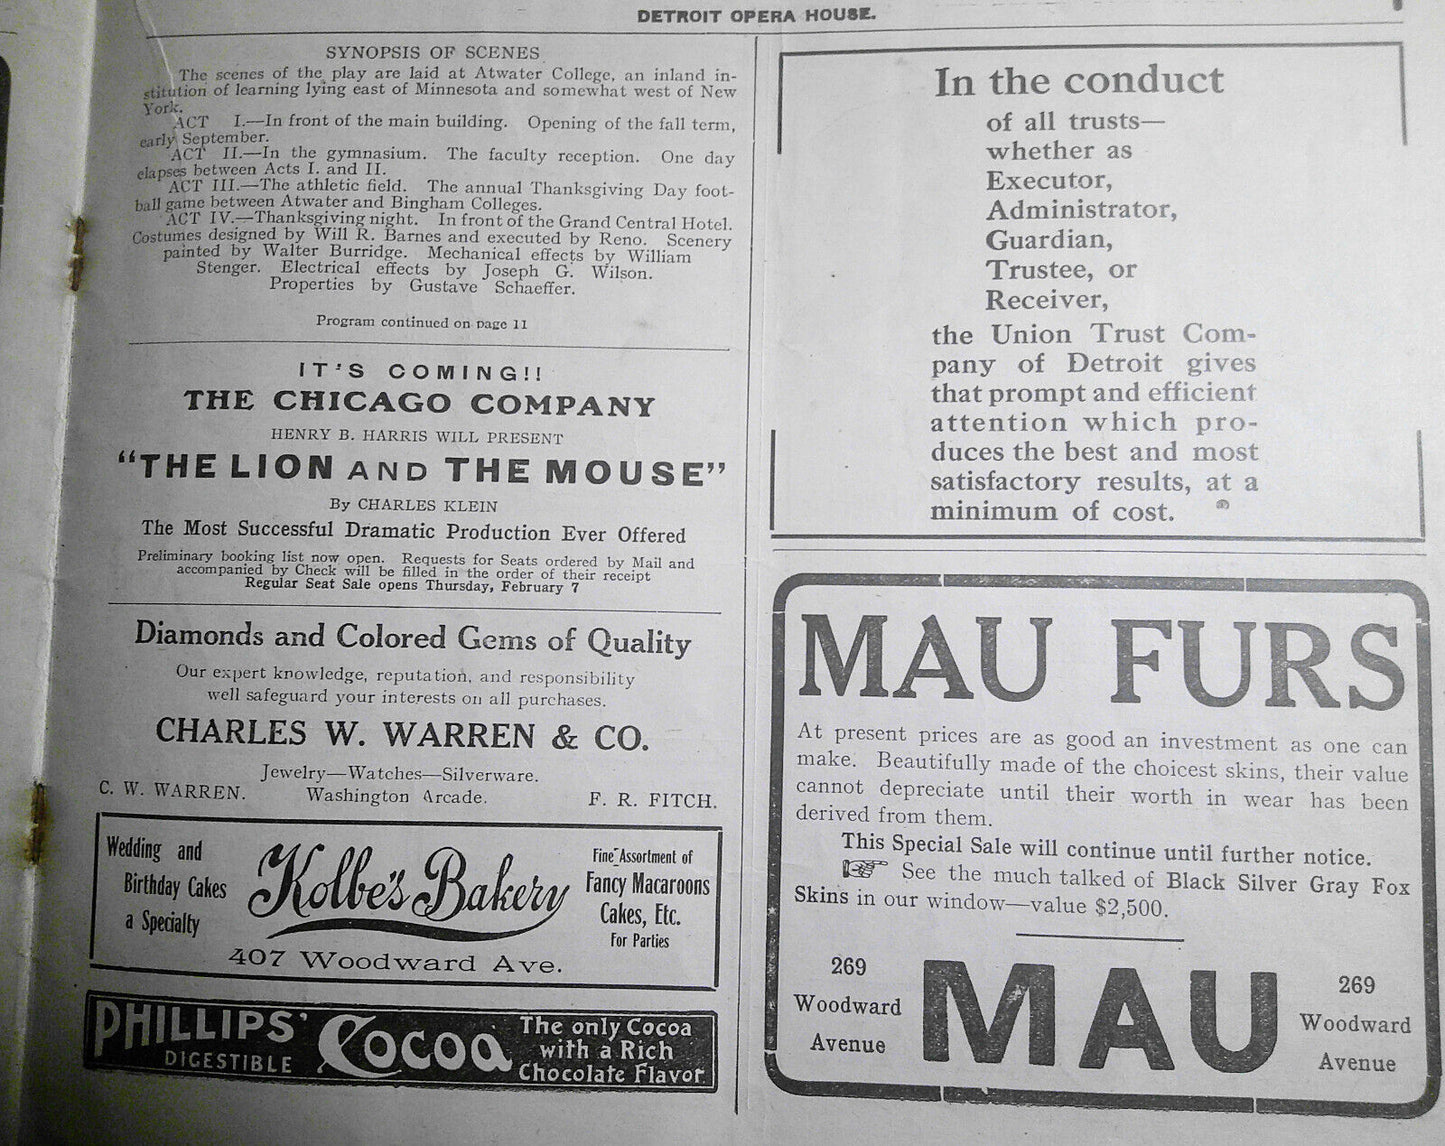 DETROIT OPERA HOUSE.
SYNOPSIS OF SCENES
The scenes of the play are laid at Atwater College, an inland in-
stitution of learning lying east of Minnesota and somewhat west of New
York.
ACT I.—In front of the main building. Opening of the fall term,
early September.
ACT II.—In the gymnasium. The faculty reception. One day
elapses between Acts I. and II.
ACT III.—The athletic field. The annual Thanksgiving Day foot-
ball game between Atwater and Bingham Colleges.
ACT IV.—Thanksgiving night. In front of the Grand Central Hotel.
Costumes designed by Will R. Barnes and executed by Reno. Scenery
painted by Walter Burridge. Mechanical effects by William
Stenger. Electrical effects by Joseph G. Wilson.
Properties by Gustave Schaeffer.
Program continued on page 11
IT'S COMING!!
THE CHICAGO COMPANY
HENRY B. HARRIS WILL PRESENT
"THE LION AND THE MOUSE"
By CHARLES KLEIN
The Most Successful Dramatic Production Ever Offered
Preliminary booking list now open. Requests for Seats ordered by Mail and
accompanied by Check will be filled in the order of their receipt
Regular Seat Sale opens Thursday, February 7
Diamonds and Colored Gems of Quality
Our expert knowledge, reputation, and responsibility
well safeguard your interests on all purchases.
CHARLES W. WARREN & CO.
Jewelry—Watches—Silverware.
C. W. WARREN. Washington Arcade. F. R. FITCH.
Wedding and
Birthday Cakes
a Specialty
Kolbe's Bakery
Fine Assortment of
Fancy Macaroons
Cakes, Etc.
For Parties
407 Woodward Ave.
PHILLIPS'
DIGESTIBLE
Cocoa
The only Cocoa
with a Rich
Chocolate Flavor.
In the conduct
of all trusts—
whether as
Executor,
Administrator,
Guardian,
Trustee, or
Receiver,
the Union Trust Com-
pany of Detroit gives
that prompt and efficient
attention which pro-
duces the best and most
satisfactory results, at a
minimum of cost.
MAU FURS
At present prices are as good an investment as one can
make. Beautifully made of the choicest skins, their value
cannot depreciate until their worth in wear has been
derived from them.
This Special Sale will continue until further notice.
See the much talked of Black Silver Gray Fox
Skins in our window—value $2,500.
269
Woodward
Avenue
MAU
269
Woodward
Avenue